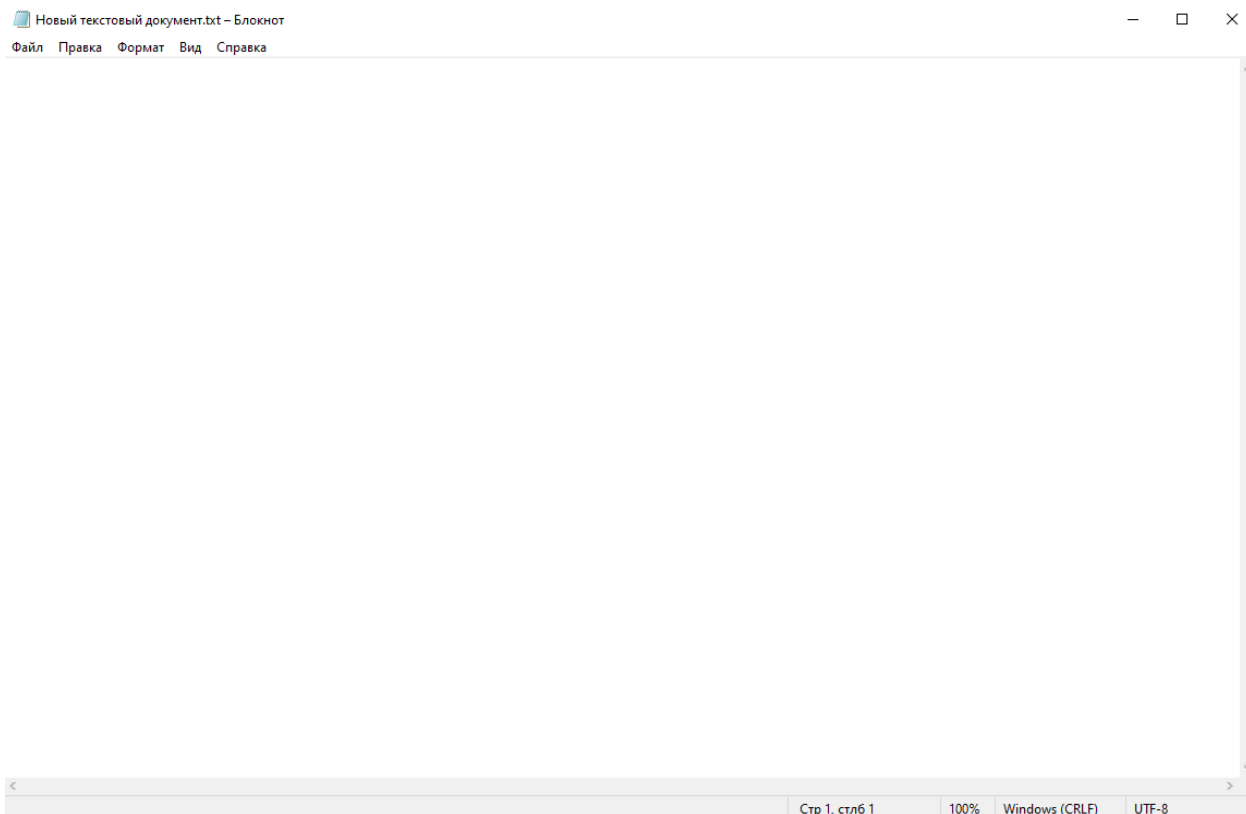 Новый текстовый документ.txt – Блокнот
Файл Правка Формат Вид Справка
Стр 1, стлб 1 100% Windows (CRLF) UTF-8